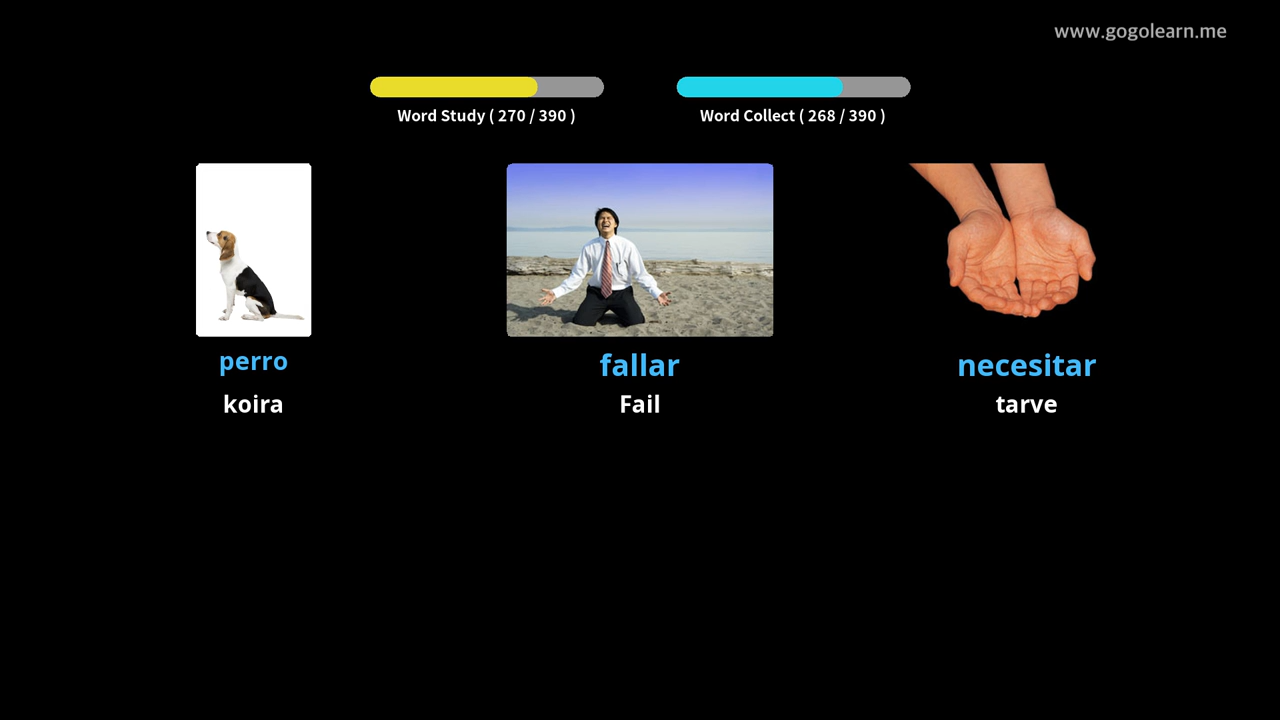 www.gogolearn.me
Word Study ( 270 / 390 )
Word Collect ( 268 / 390 )
perro
fallar
necesitar
koira
Fail
tarve